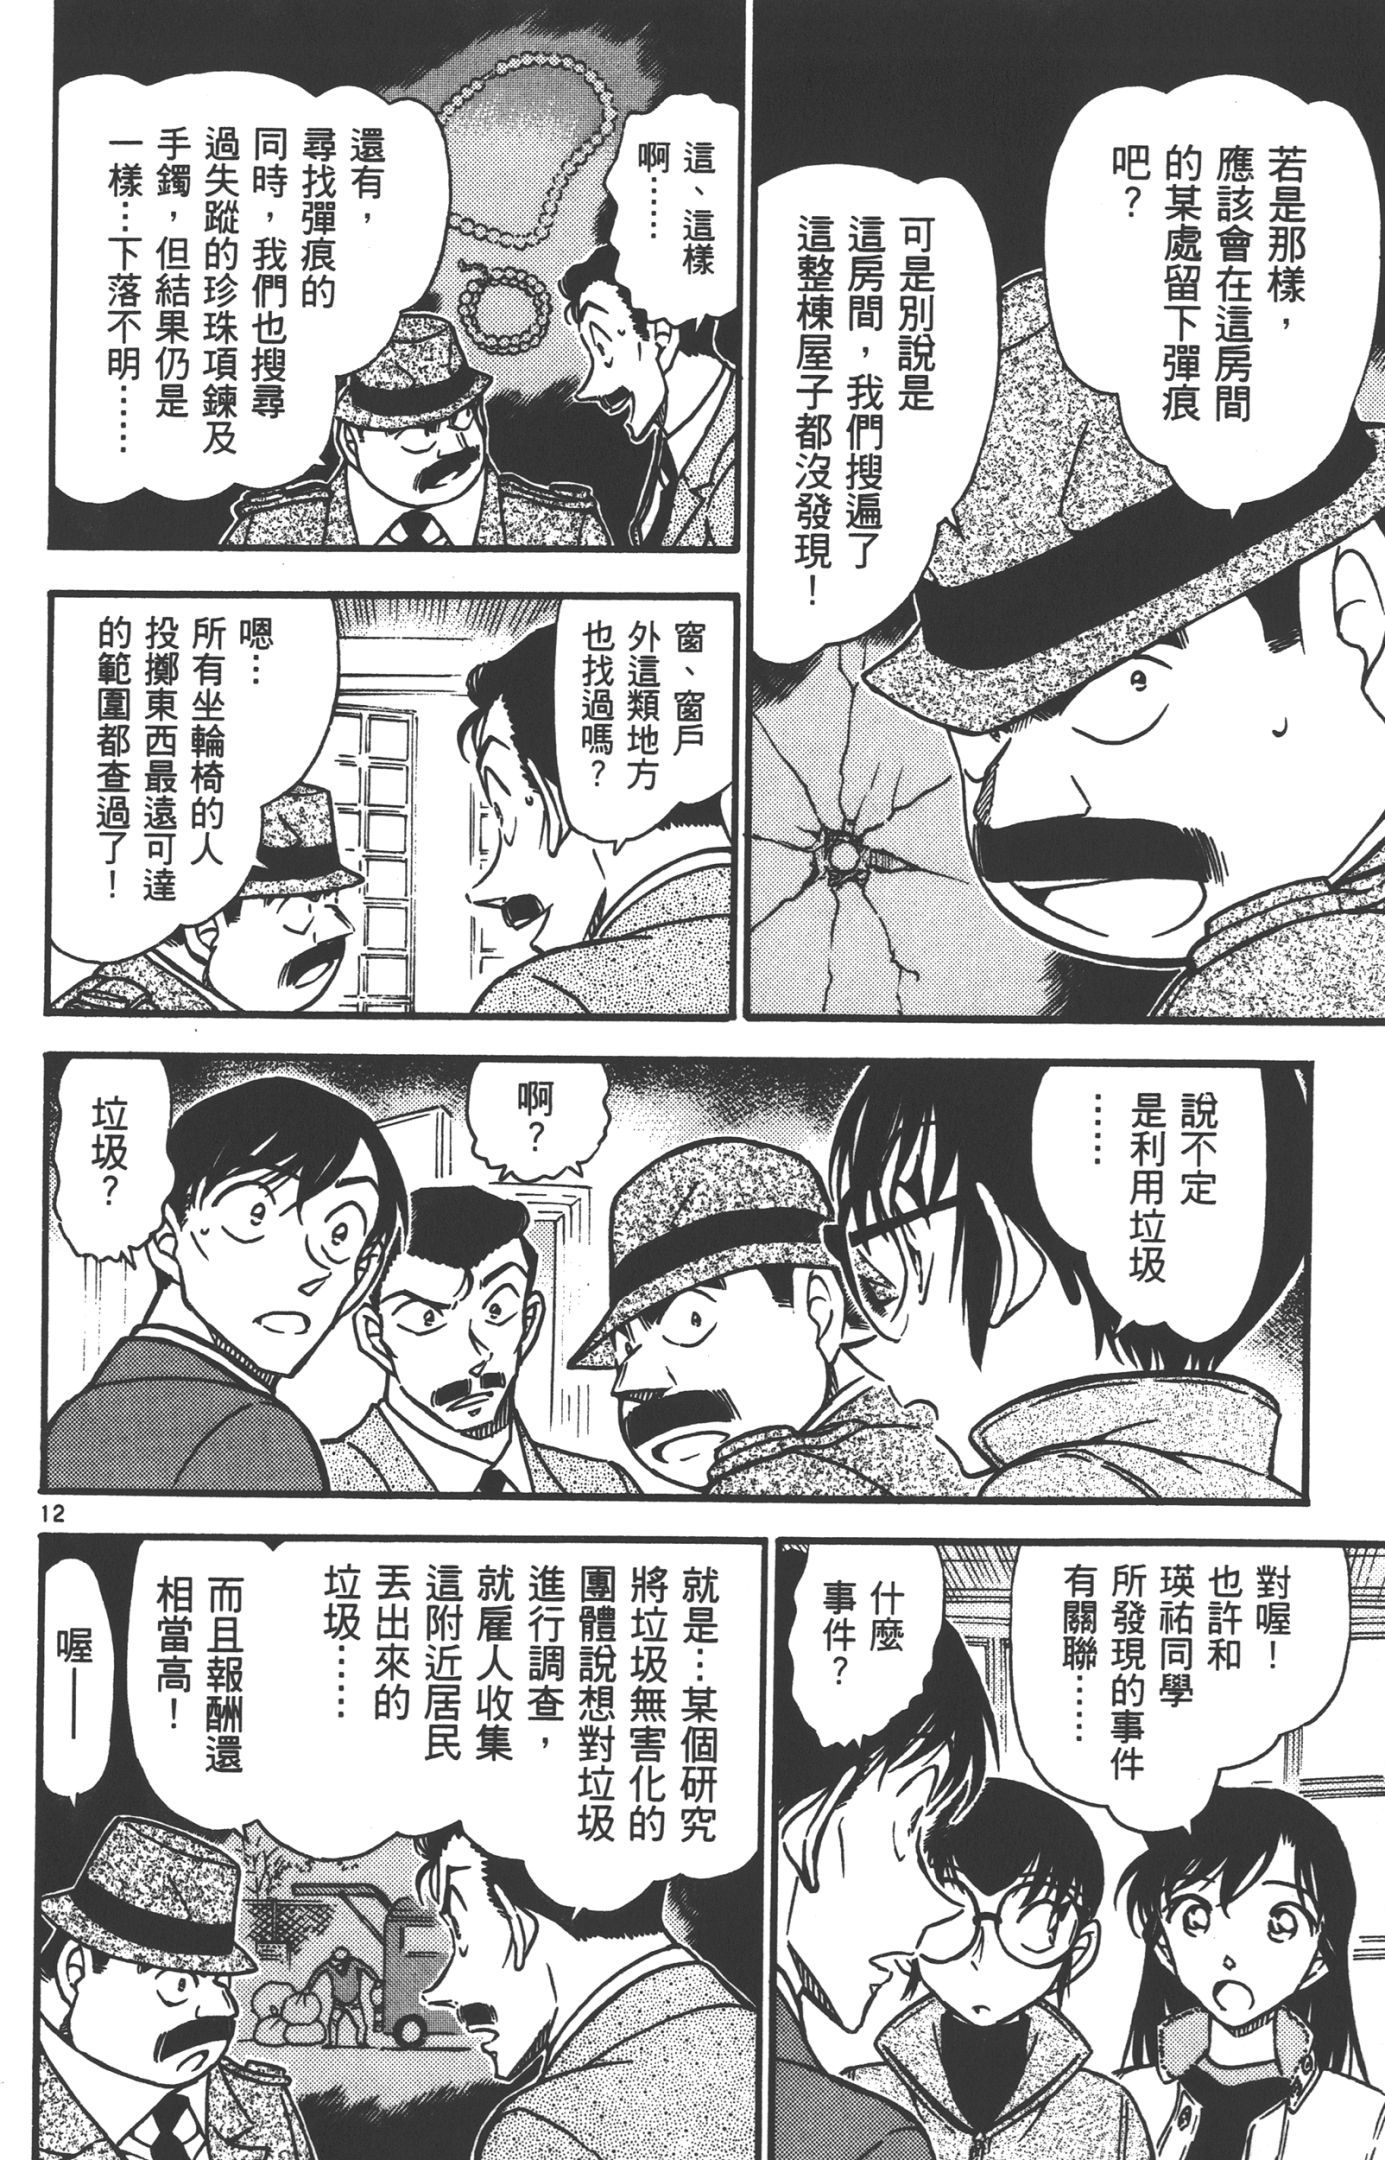 若是那樣，
應該會在這房間
的某處留下彈痕
吧？
可是別說是
這房間，我們搜遍了
這整棟屋子都沒發現！
這、這樣
啊……
還有，
尋找彈痕的
同時，我們也搜尋
過失蹤的珍珠項鍊及
手鐲，但結果仍是
一樣…下落不明……
窗、窗戶
外這類地方
也找過嗎？
嗯…
所有坐輪椅的人
投擲東西最遠可達
的範圍都查過了！
說不定
是利用垃圾
……
啊？
垃圾？
12
對喔！
也許和
瑛祐同學
所發現的事件
有關聯……
什麼
事件？
就是…某個研究
將垃圾無害化的
團體說想對垃圾
進行調查，
就雇人收集
這附近居民
丟出來的
垃圾……
而且報酬還
相當高！
喔——